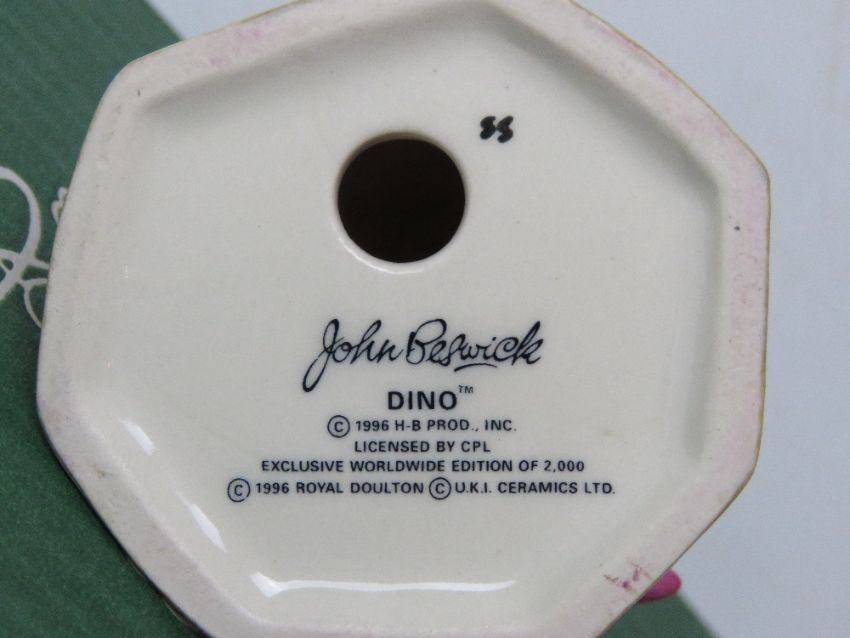 SS
John Beswick
DINO™
© 1996 H-B PROD., INC.
LICENSED BY CPL
EXCLUSIVE WORLDWIDE EDITION OF 2,000
© 1996 ROYAL DOULTON © U.K.I. CERAMICS LTD.